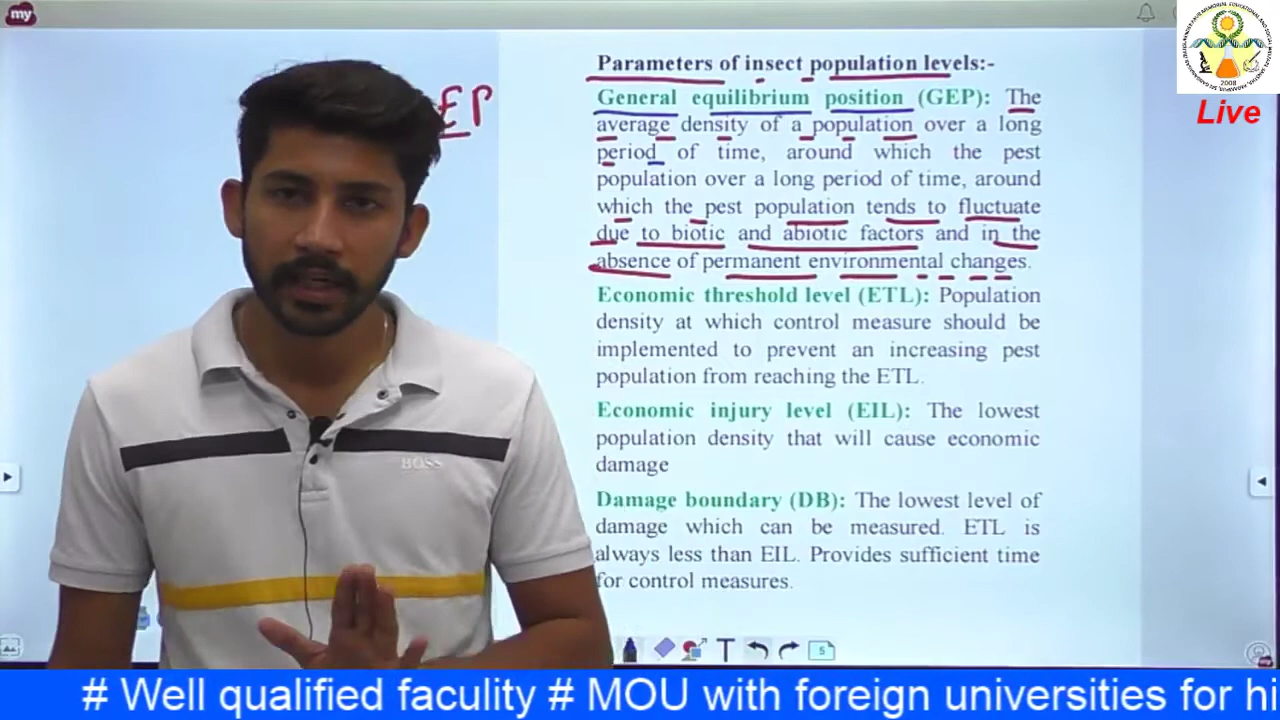 my
EP
Parameters of insect population levels:-
General equilibrium position (GEP): The
average density of a population over a long
period of time, around which the pest
population over a long period of time, around
which the pest population tends to fluctuate
due to biotic and abiotic factors and in the
absence of permanent environmental changes.
Economic threshold level (ETL): Population
density at which control measure should be
implemented to prevent an increasing pest
population from reaching the ETL.
Economic injury level (EIL): The lowest
population density that will cause economic
damage
Damage boundary (DB): The lowest level of
damage which can be measured. ETL is
always less than EIL. Provides sufficient time
for control measures.
2008
Live
BOSS
T
5
# Well qualified faculity # MOU with foreign universities for hi